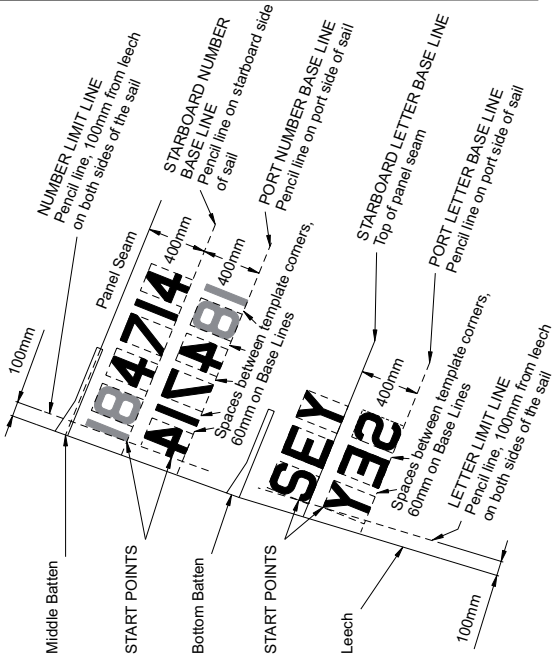 100mm
NUMBER LIMIT LINE
Pencil line, 100mm from leech
on both sides of the sail
Panel Seam
400mm
STARBOARD NUMBER
BASE LINE
Pencil line on starboard side
of sail
184714
400mm
PORT NUMBER BASE LINE
Pencil line on port side of sail
184714
Spaces between template corners,
60mm on Base Lines
Middle Batten
START POINTS
Bottom Batten
STARBOARD LETTER BASE LINE
Top of panel seam
SEY
400mm
PORT LETTER BASE LINE
Pencil line on port side of sail
SEY
Spaces between template corners,
60mm on Base Lines
START POINTS
Leech
LETTER LIMIT LINE
Pencil line, 100mm from leech
on both sides of the sail
100mm